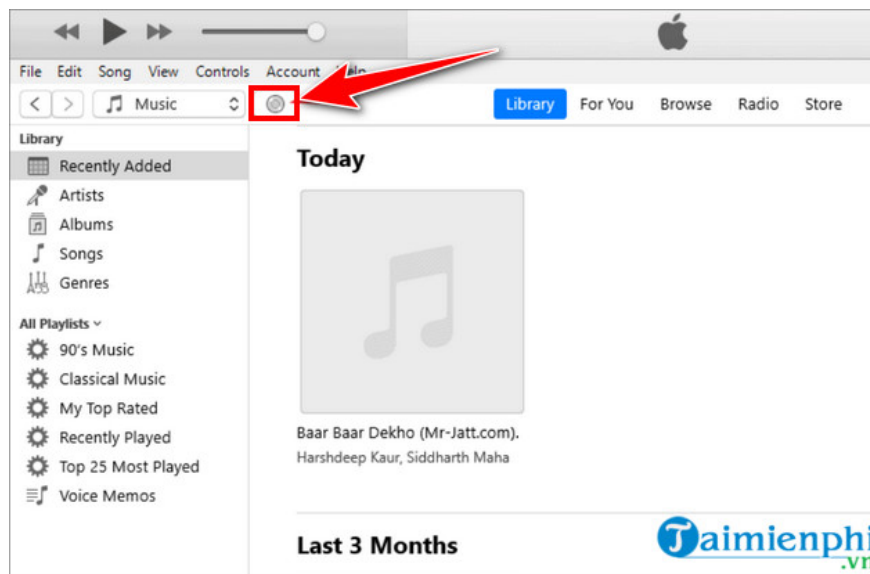 File Edit Song View Controls Account Help
Music
Library For You Browse Radio Store
Library
Recently Added
Artists
Albums
Songs
Genres
All Playlists
90's Music
Classical Music
My Top Rated
Recently Played
Top 25 Most Played
Voice Memos
Today
Baar Baar Dekho (Mr-Jatt.com).
Harshdeep Kaur, Siddharth Maha
Last 3 Months
Taimienphi
.vn